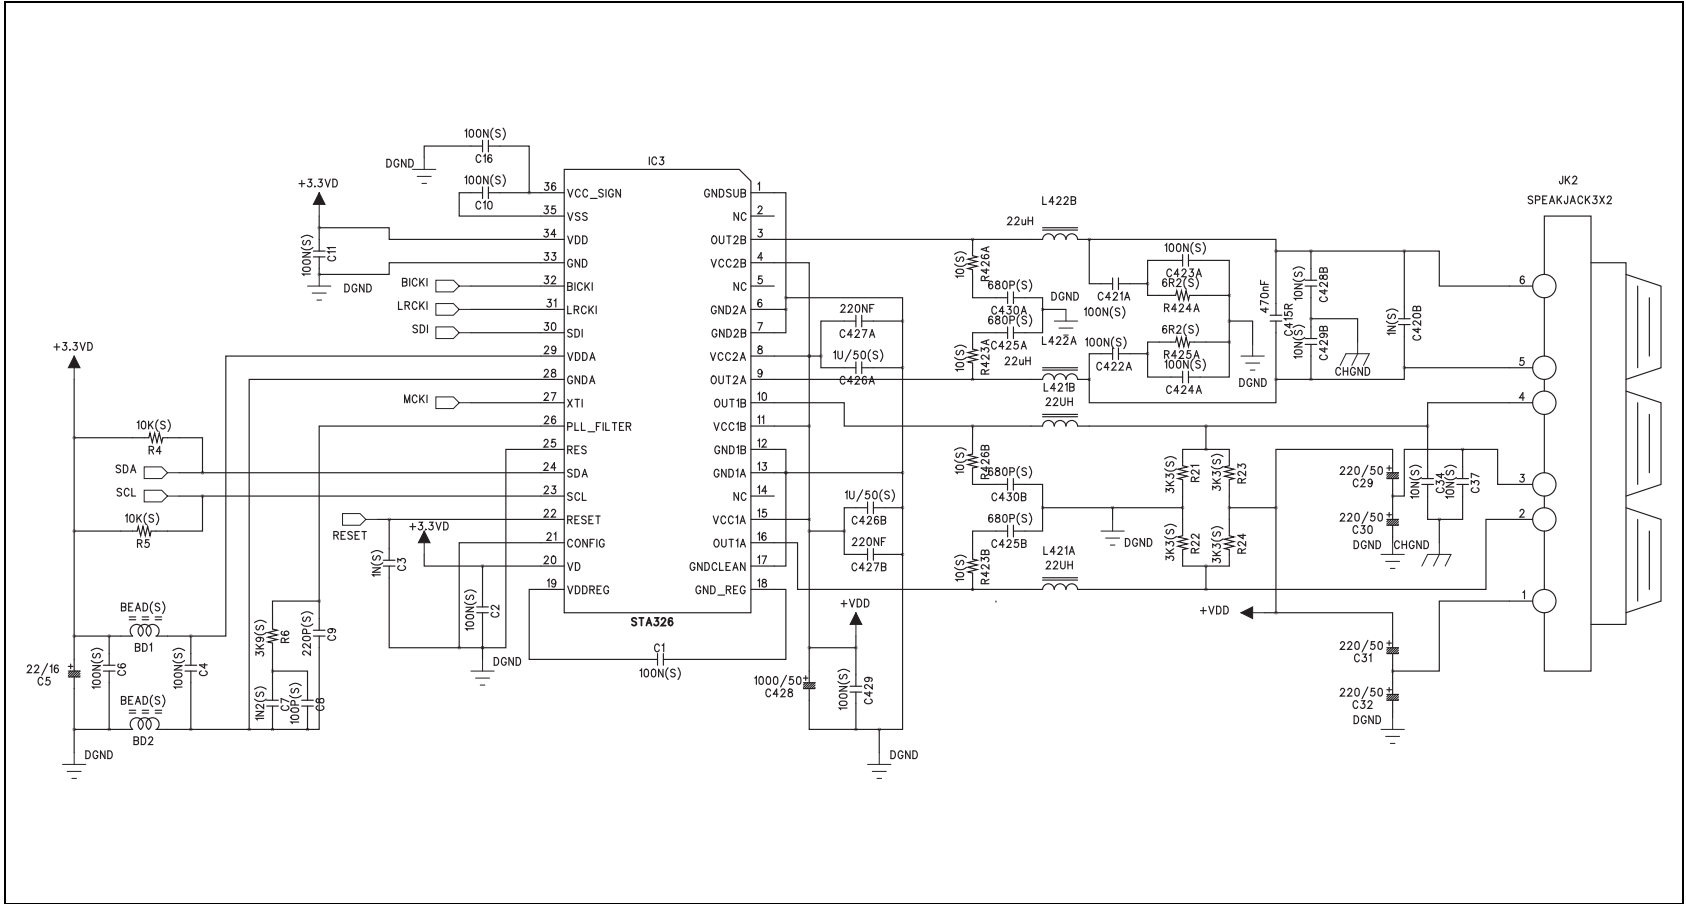 100N(S)
C16
DGND
IC3
100N(S)
C10
+3.3VD
36 VCC_SIGN GNDSUB 1
35 VSS NC 2
34 VDD OUT2B 3
33 GND VCC2B 4
32 BICKI NC 5
31 LRCKI GND2A 6
30 SDI GND2B 7
29 VDDA VCC2A 8
28 GNDA OUT2A 9
27 XTI OUT1B 10
26 PLL_FILTER VCC1B 11
25 RES GND1B 12
24 SDA GND1A 13
23 SCL NC 14
22 RESET VCC1A 15
21 CONFIG OUT1A 16
20 VD GNDCLEAN 17
19 VDDREG GND_REG 18
STA326
100N(S)
C11
DGND
BICKI
LRCKI
SDI
MCKI
+3.3VD
10K(S)
R4
SDA
SCL
10K(S)
R5
RESET
+3.3VD
1N(S)
C3
100N(S)
C2
DGND
C1
100N(S)
BEAD(S)
BD1
22/16
C5
100N(S)
C6
100N(S)
C4
BEAD(S)
BD2
DGND
3K9(S)
R6
220P(S)
C9
1N2(S)
C7
100P(S)
C8
220NF
C427A
1U/50(S)
C426A
1U/50(S)
C426B
220NF
C427B
+VDD
1000/50
C428
100N(S)
C429
DGND
L422B
22uH
10(S)
R426A
680P(S)
C430A
DGND
680P(S)
C425A
10(S)
R423A
L422A
22uH
C421A
100N(S)
100N(S)
C423A
6R2(S)
R424A
6R2(S)
R425A
100N(S)
C422A
100N(S)
C424A
DGND
470nF
C415R
10N(S)
C428B
10N(S)
C429B
CHGND
1N(S)
C420B
L421B
22UH
10(S)
R426B
680P(S)
C430B
680P(S)
C425B
10(S)
R423B
DGND
L421A
22UH
3K3(S)
R21
3K3(S)
R23
3K3(S)
R22
3K3(S)
R24
220/50
C29
220/50
C30
DGND
10N(S)
C34
10N(S)
C37
CHGND
+VDD
220/50
C31
220/50
C32
DGND
JK2
SPEAKJACK3X2
6
5
4
3
2
1